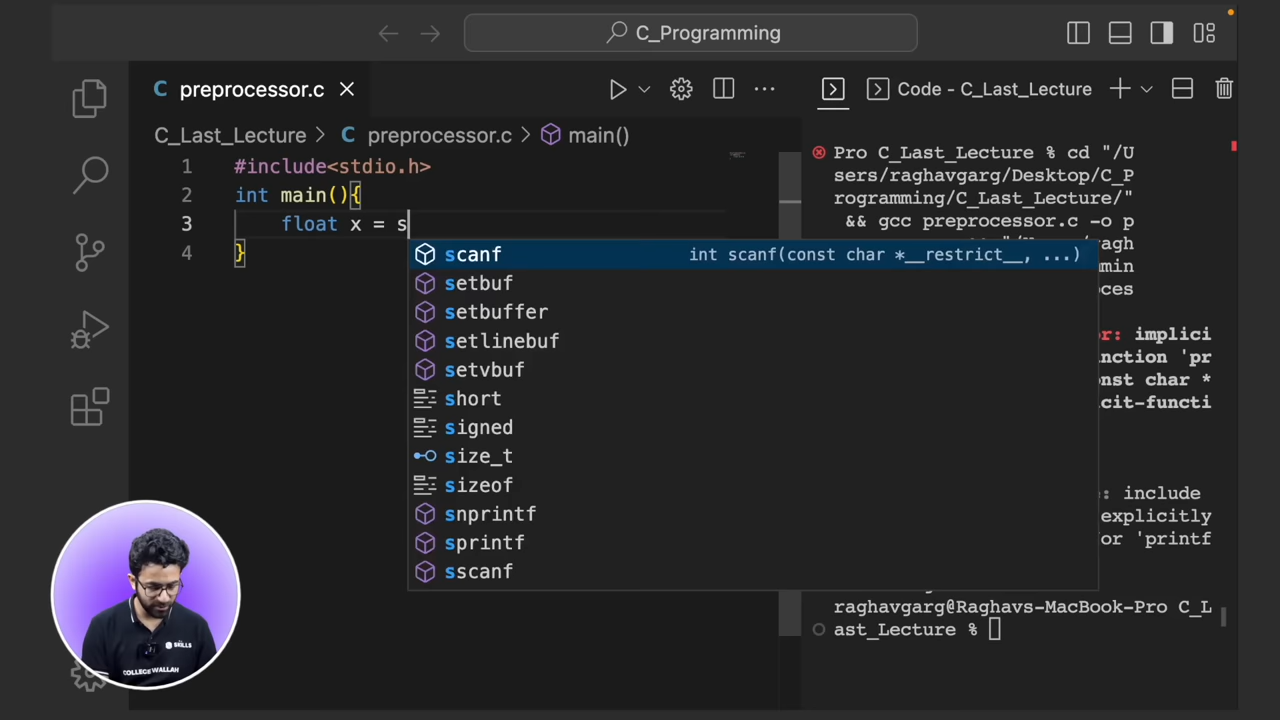 C_Programming
C preprocessor.c
Code - C_Last_Lecture
C_Last_Lecture > C preprocessor.c > main()
1 #include<stdio.h>
2 int main(){
3 float x = s
4 }
scanf int scanf(const char *__restrict__, ...)
setbuf
setbuffer
setlinebuf
setvbuf
short
signed
size_t
sizeof
snprintf
sprintf
sscanf
Pro C_Last_Lecture % cd "/U
sers/raghavgarg/Desktop/C_P
rogramming/C_Last_Lecture/"
&& gcc preprocessor.c -o p
min
oces
r: implici
nction 'pr
nst char *
cit-functi
: include
explicitly
or 'printf
raghavgarg@Raghavs-MacBook-Pro C_L
ast_Lecture %
SKILLS
COLLEGE WALLAH